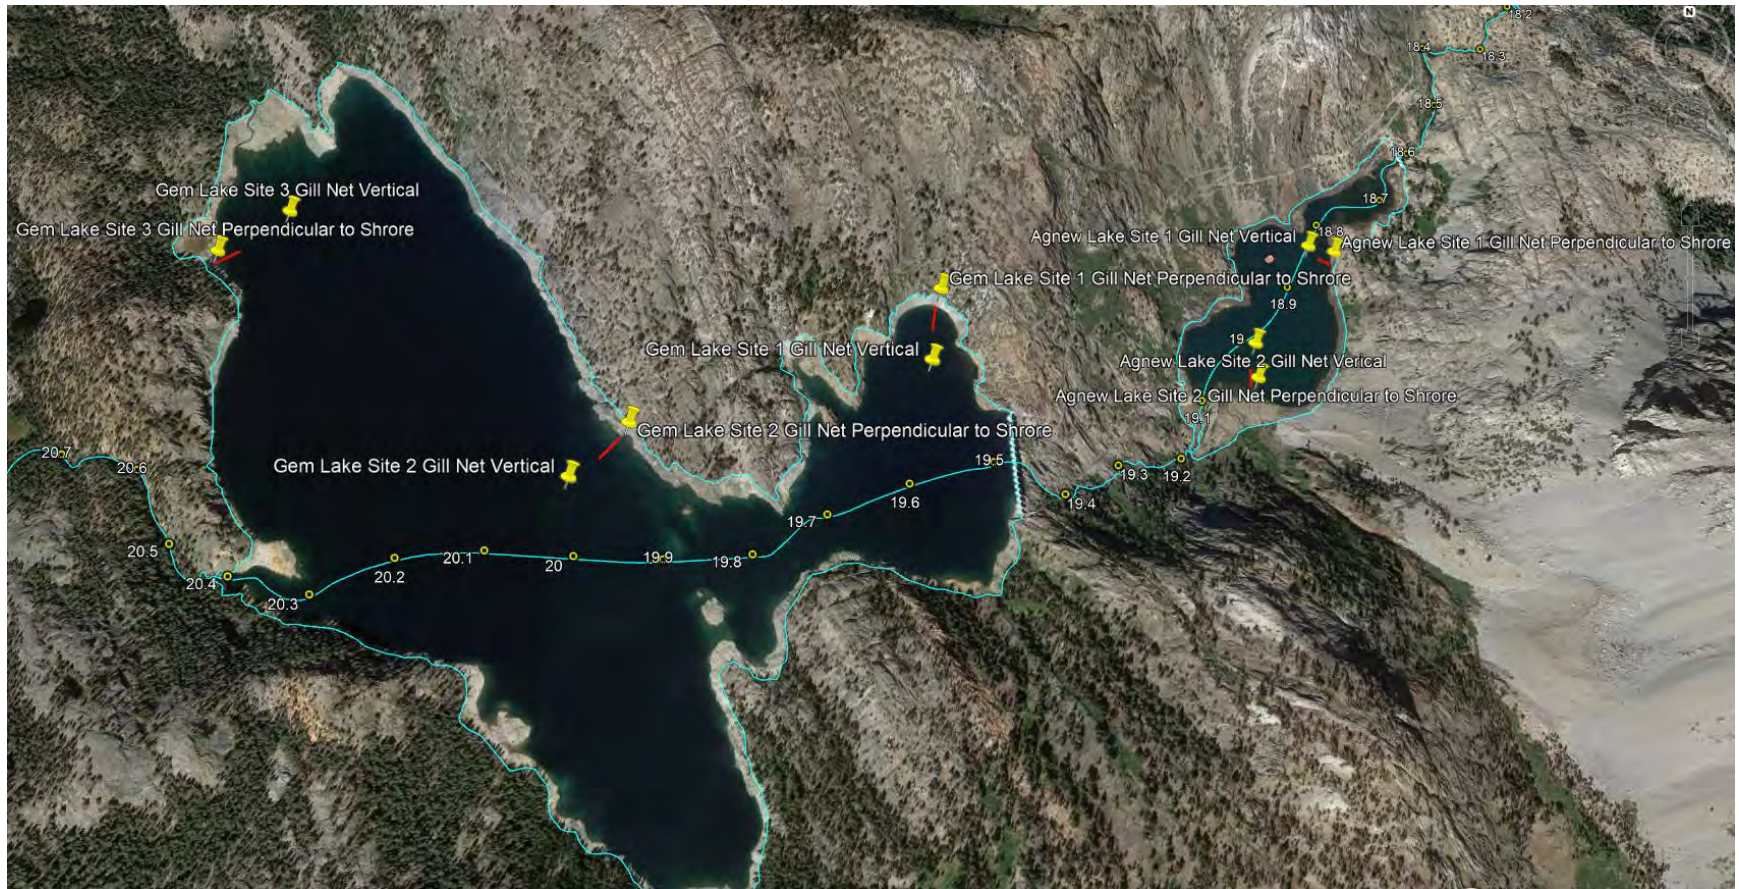 N
18.2
18.4
18.3
18.5
18.6
Gem Lake Site 3 Gill Net Vertical
18.7
Gem Lake Site 3 Gill Net Perpendicular to Shrore
18.8
Agnew Lake Site 1 Gill Net Vertical
Agnew Lake Site 1 Gill Net Perpendicular to Shrore
Gem Lake Site 1 Gill Net Perpendicular to Shrore
18.9
19
Gem Lake Site 1 Gill Net Vertical
Agnew Lake Site 2 Gill Net Verical
Agnew Lake Site 2 Gill Net Perpendicular to Shrore
19.1
Gem Lake Site 2 Gill Net Perpendicular to Shrore
20.7
20.6
Gem Lake Site 2 Gill Net Vertical
19.5
19.3
19.2
19.4
19.6
19.7
20.5
20.4
20.3
20.2
20.1
20
19.9
19.8